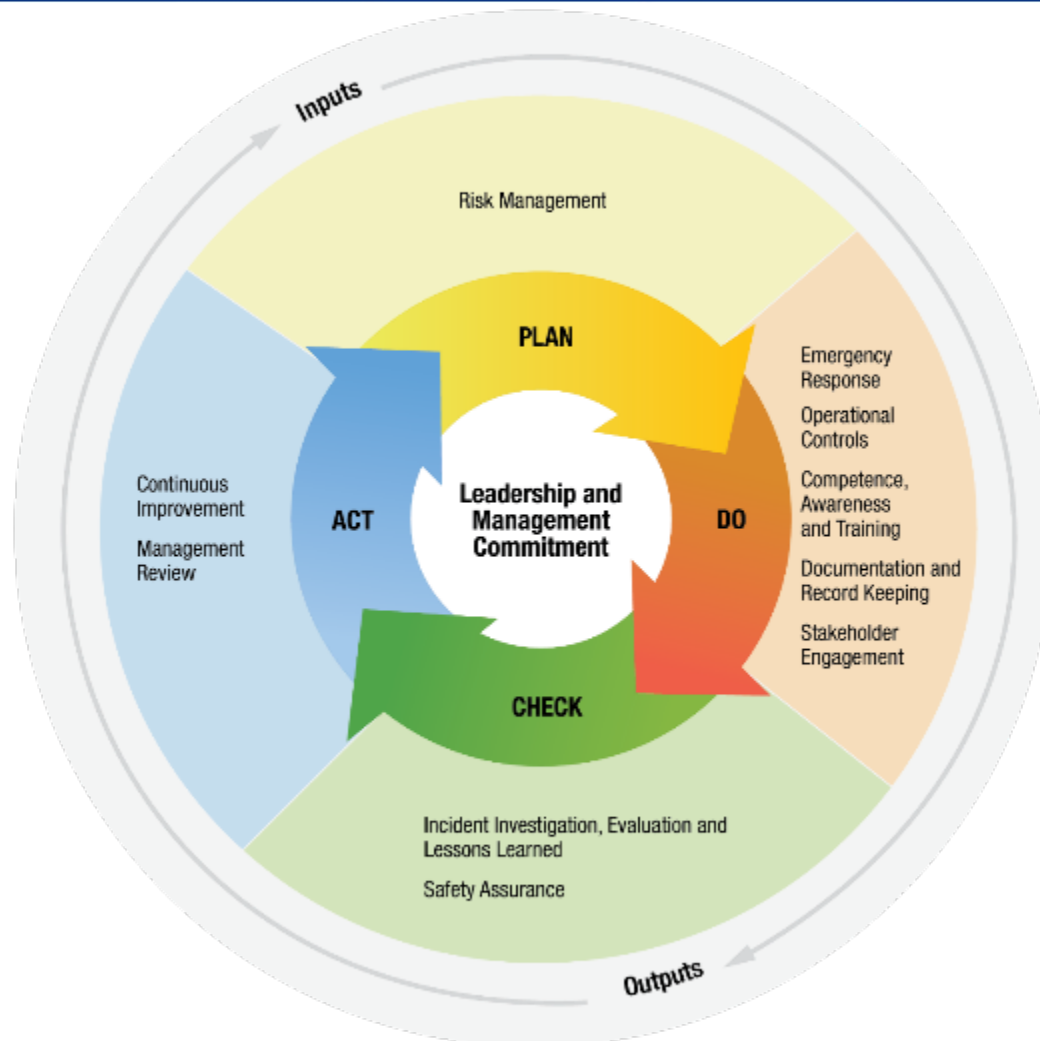 Inputs
Risk Management
PLAN
Emergency
Response
Operational
Controls
Competence,
Awareness
and Training
Documentation and
Record Keeping
Stakeholder
Engagement
DO
Leadership and
Management
Commitment
ACT
Continuous
Improvement
Management
Review
CHECK
Incident Investigation, Evaluation and
Lessons Learned
Safety Assurance
Outputs